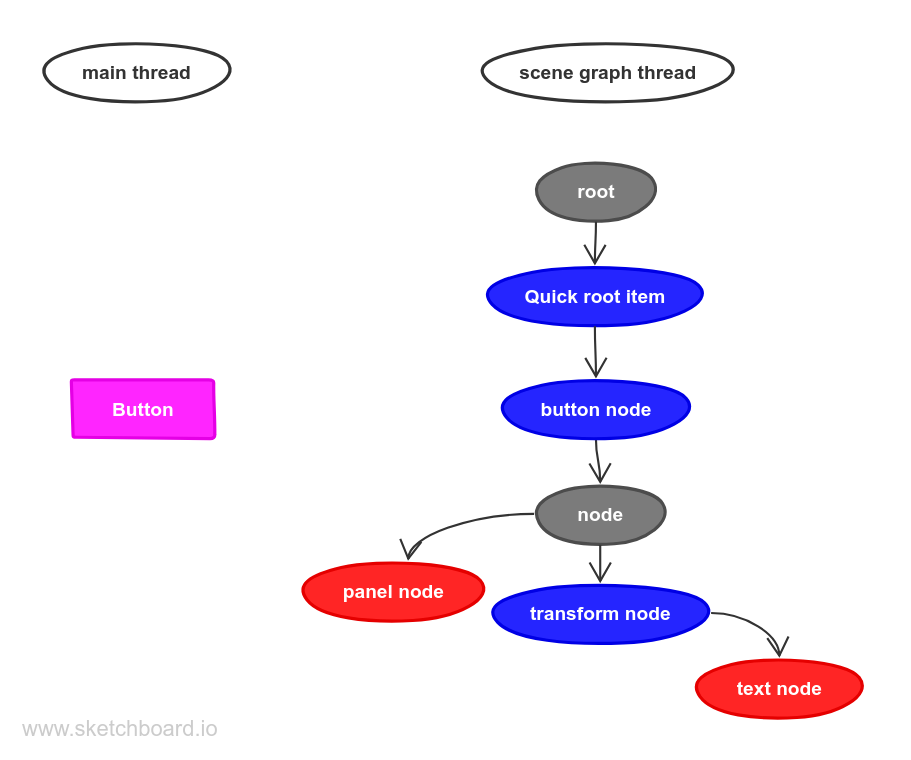 main thread
scene graph thread
root
Quick root item
Button
button node
node
panel node
transform node
text node
www.sketchboard.io